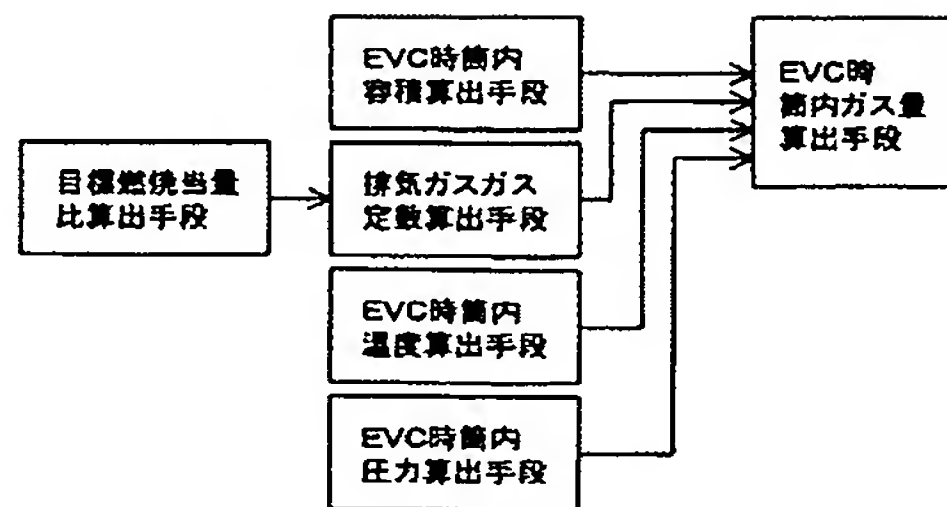 EVC時筒内
容積算出手段
EVC時
筒内ガス量
算出手段
目標燃焼当量
比算出手段
排気ガスガス
定数算出手段
EVC時筒内
温度算出手段
EVC時筒内
圧力算出手段